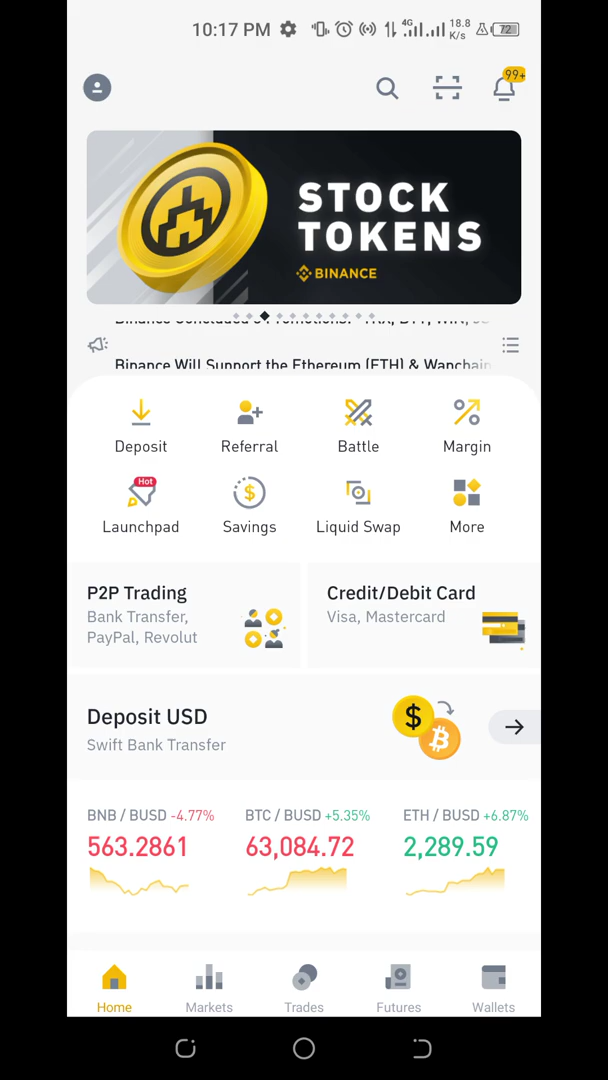 10:17 PM 4G 18.8 K/s 72
99+
STOCK
TOKENS
BINANCE
Binance Will Support the Ethereum (ETH) & Wanchain
Deposit Referral Battle Margin
Hot
Launchpad Savings Liquid Swap More
P2P Trading
Bank Transfer,
PayPal, Revolut
Credit/Debit Card
Visa, Mastercard
Deposit USD
Swift Bank Transfer
BNB / BUSD -4.77% BTC / BUSD +5.35% ETH / BUSD +6.87%
563.2861 63,084.72 2,289.59
Home Markets Trades Futures Wallets